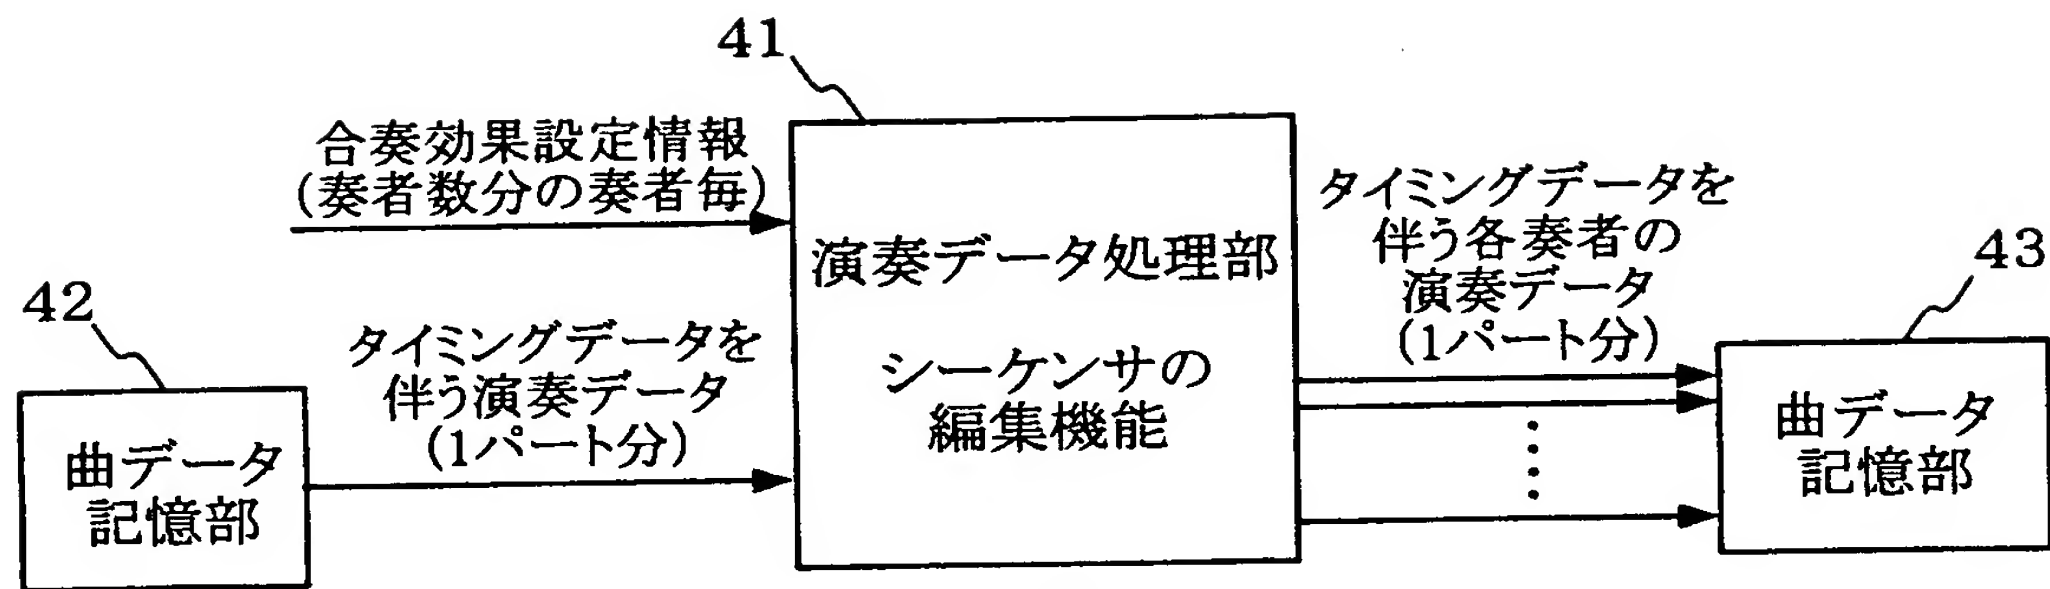 41
合奏効果設定情報
(奏者数分の奏者毎)
42
タイミングデータを
伴う演奏データ
(1パート分)
曲データ
記憶部
演奏データ処理部
シーケンサの
編集機能
タイミングデータを
伴う各奏者の
演奏データ
(1パート分)
43
曲データ
記憶部